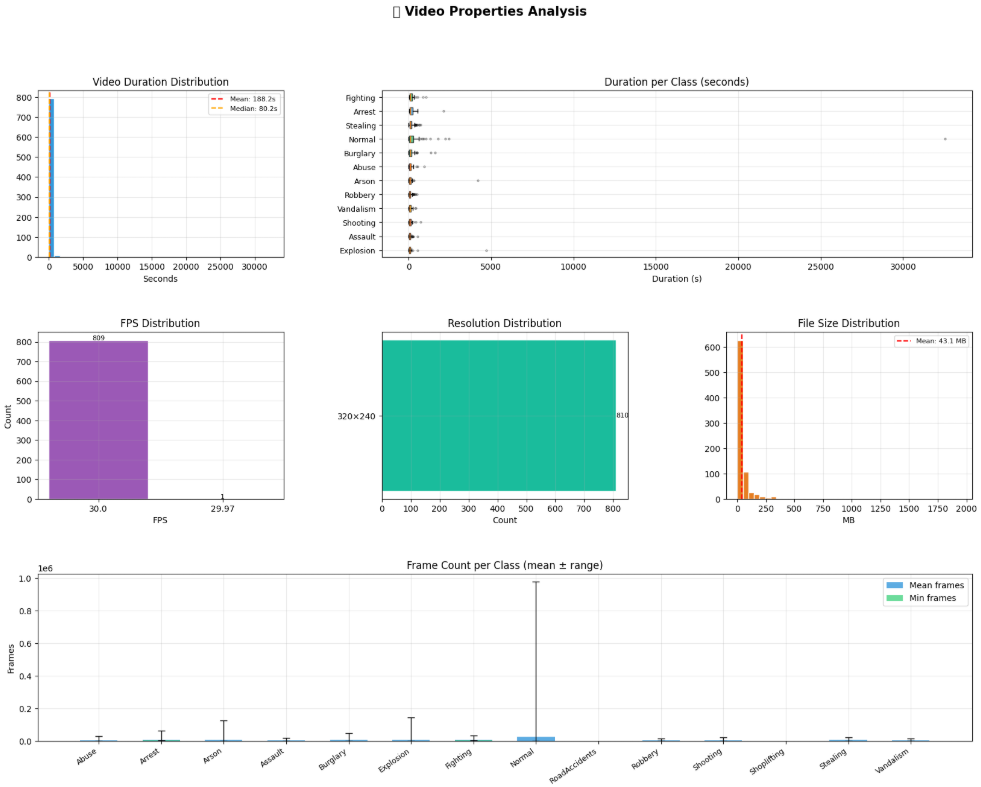 Video Properties Analysis
Video Duration Distribution
Mean: 188.2s
Median: 80.2s
800
700
600
500
400
300
200
100
0
0 5000 10000 15000 20000 25000 30000
Seconds
Duration per Class (seconds)
Fighting
Arrest
Stealing
Normal
Burglary
Abuse
Arson
Robbery
Vandalism
Shooting
Assault
Explosion
0 5000 10000 15000 20000 25000 30000
Duration (s)
FPS Distribution
Count
800
700
600
500
400
300
200
100
0
809
1
30.0 29.97
FPS
Resolution Distribution
320×240
810
0 100 200 300 400 500 600 700 800
Count
File Size Distribution
Mean: 43.1 MB
600
500
400
300
200
100
0
0 250 500 750 1000 1250 1500 1750 2000
MB
Frame Count per Class (mean ± range)
1e6
Mean frames
Min frames
Frames
1.0
0.8
0.6
0.4
0.2
0.0
Abuse
Arrest
Arson
Assault
Burglary
Explosion
Fighting
Normal
RoadAccidents
Robbery
Shooting
Shoplifting
Stealing
Vandalism